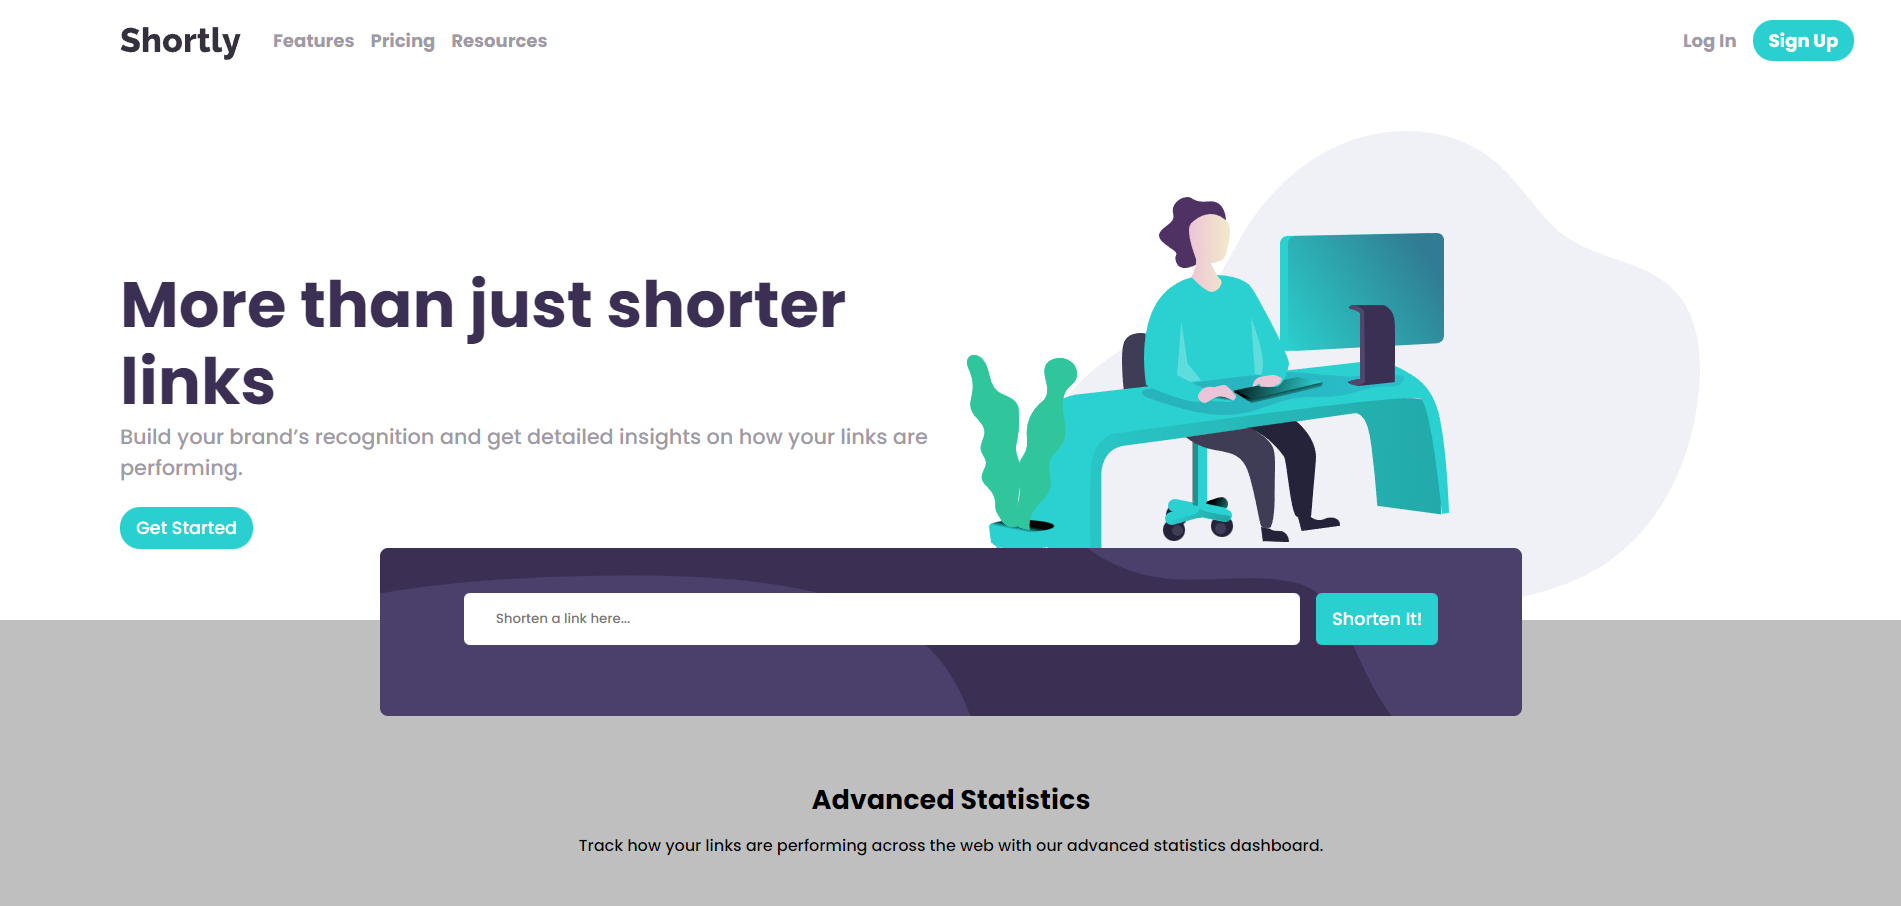 Shortly Features Pricing Resources Log In Sign Up
More than just shorter
links
Build your brand’s recognition and get detailed insights on how your links are
performing.
Get Started
Shorten a link here... Shorten It!
Advanced Statistics
Track how your links are performing across the web with our advanced statistics dashboard.